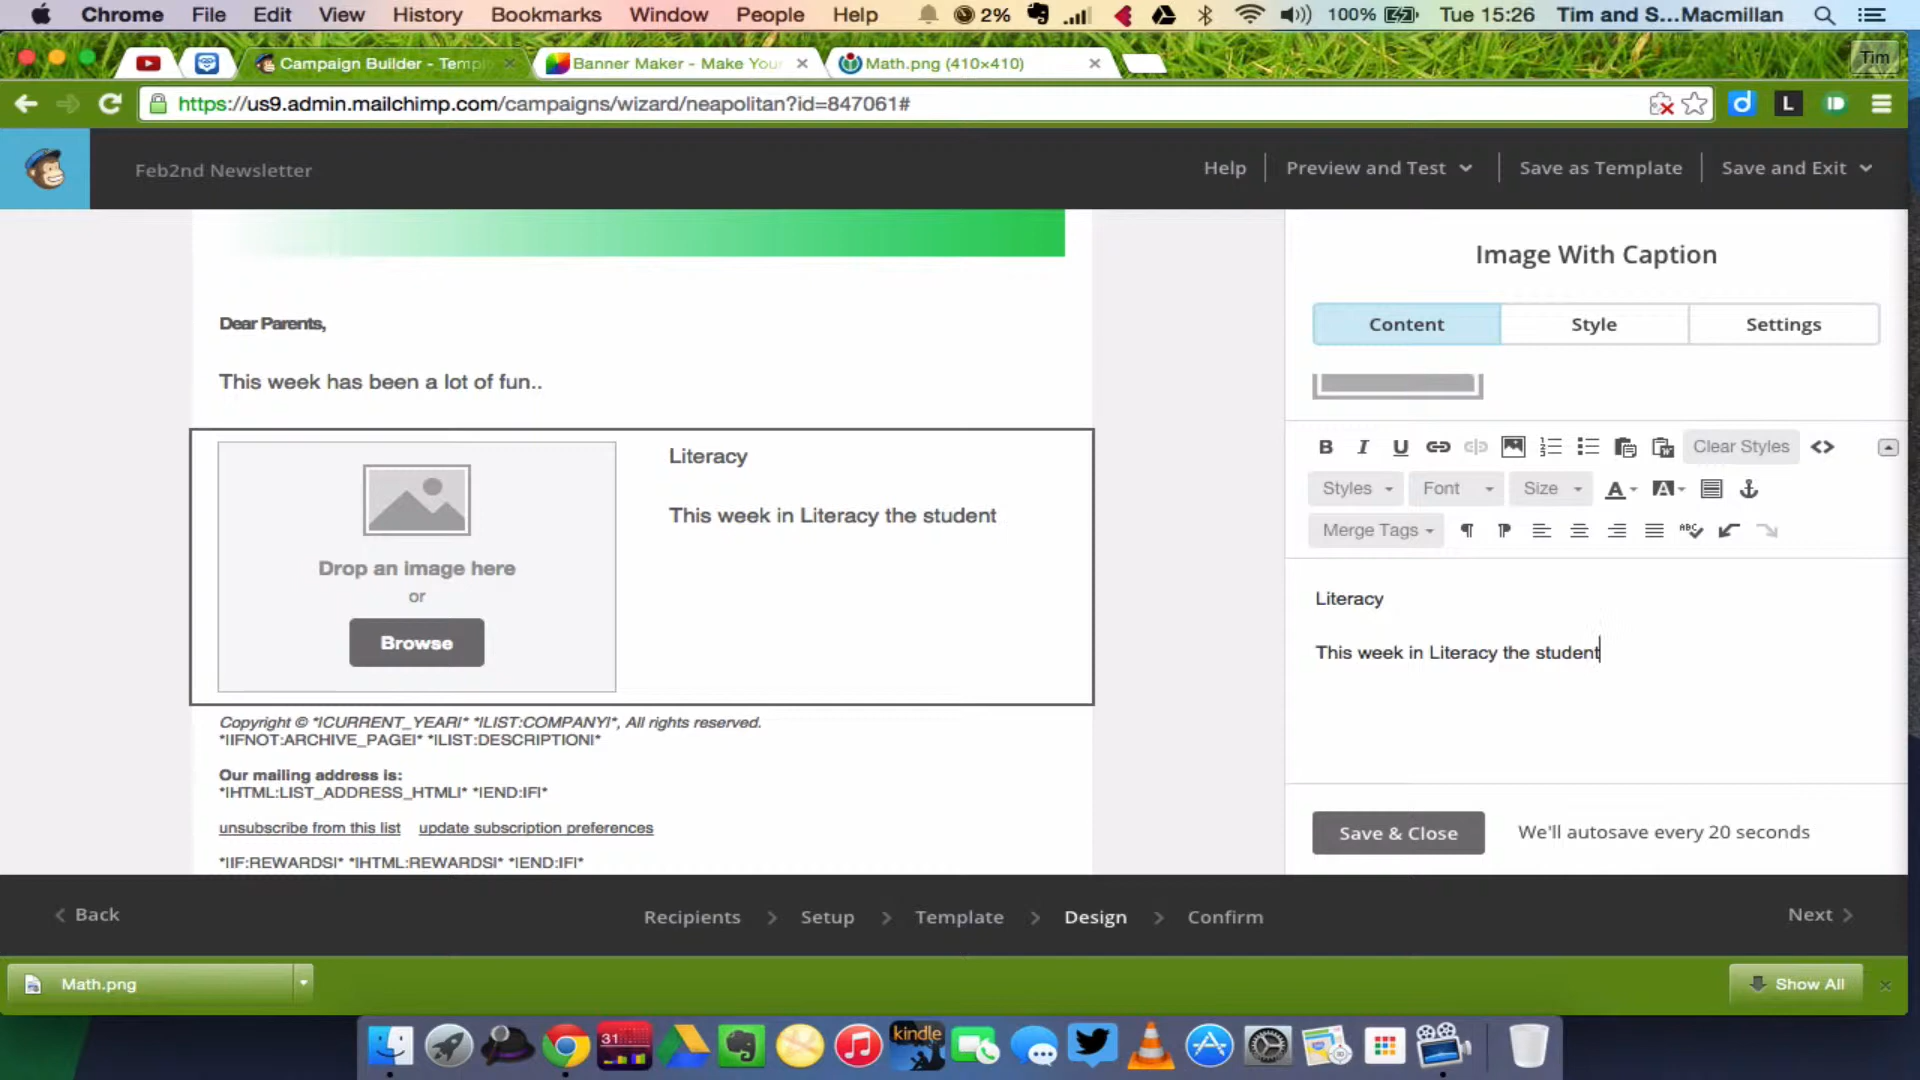 Chrome File Edit View History Bookmarks Window People Help 2% 100% Tue 15:26 Tim and S...Macmillan
Campaign Builder - Templ
Banner Maker - Make Your
Math.png (410×410)
Tim
https://us9.admin.mailchimp.com/campaigns/wizard/neapolitan?id=847061#
d L
Feb2nd Newsletter
Help Preview and Test Save as Template Save and Exit
Dear Parents,
This week has been a lot of fun..
Drop an image here
or
Browse
Literacy
This week in Literacy the student
Copyright © *|CURRENT_YEAR|* *|LIST:COMPANY|*, All rights reserved.
*|IFNOT:ARCHIVE_PAGE|* *|LIST:DESCRIPTION|*
Our mailing address is:
*|HTML:LIST_ADDRESS_HTML|* *|END:IF|*
unsubscribe from this list update subscription preferences
*|IF:REWARDS|* *|HTML:REWARDS|* *|END:IF|*
Image With Caption
Content Style Settings
B I U Clear Styles <>
Styles Font Size A A
Merge Tags ABC
Literacy
This week in Literacy the student
Save & Close We'll autosave every 20 seconds
Back
Recipients Setup Template Design Confirm
Next
Math.png
Show All
31
kindle